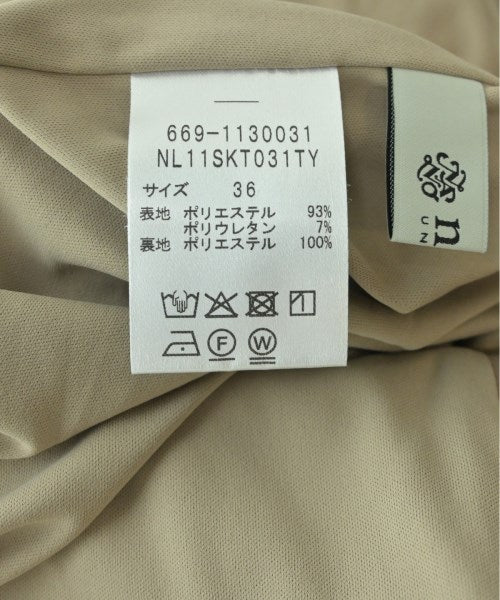 669-1130031
NL11SKT031TY
サイズ 36
表地 ポリエステル 93%
ポリウレタン 7%
裏地 ポリエステル 100%
F W
n